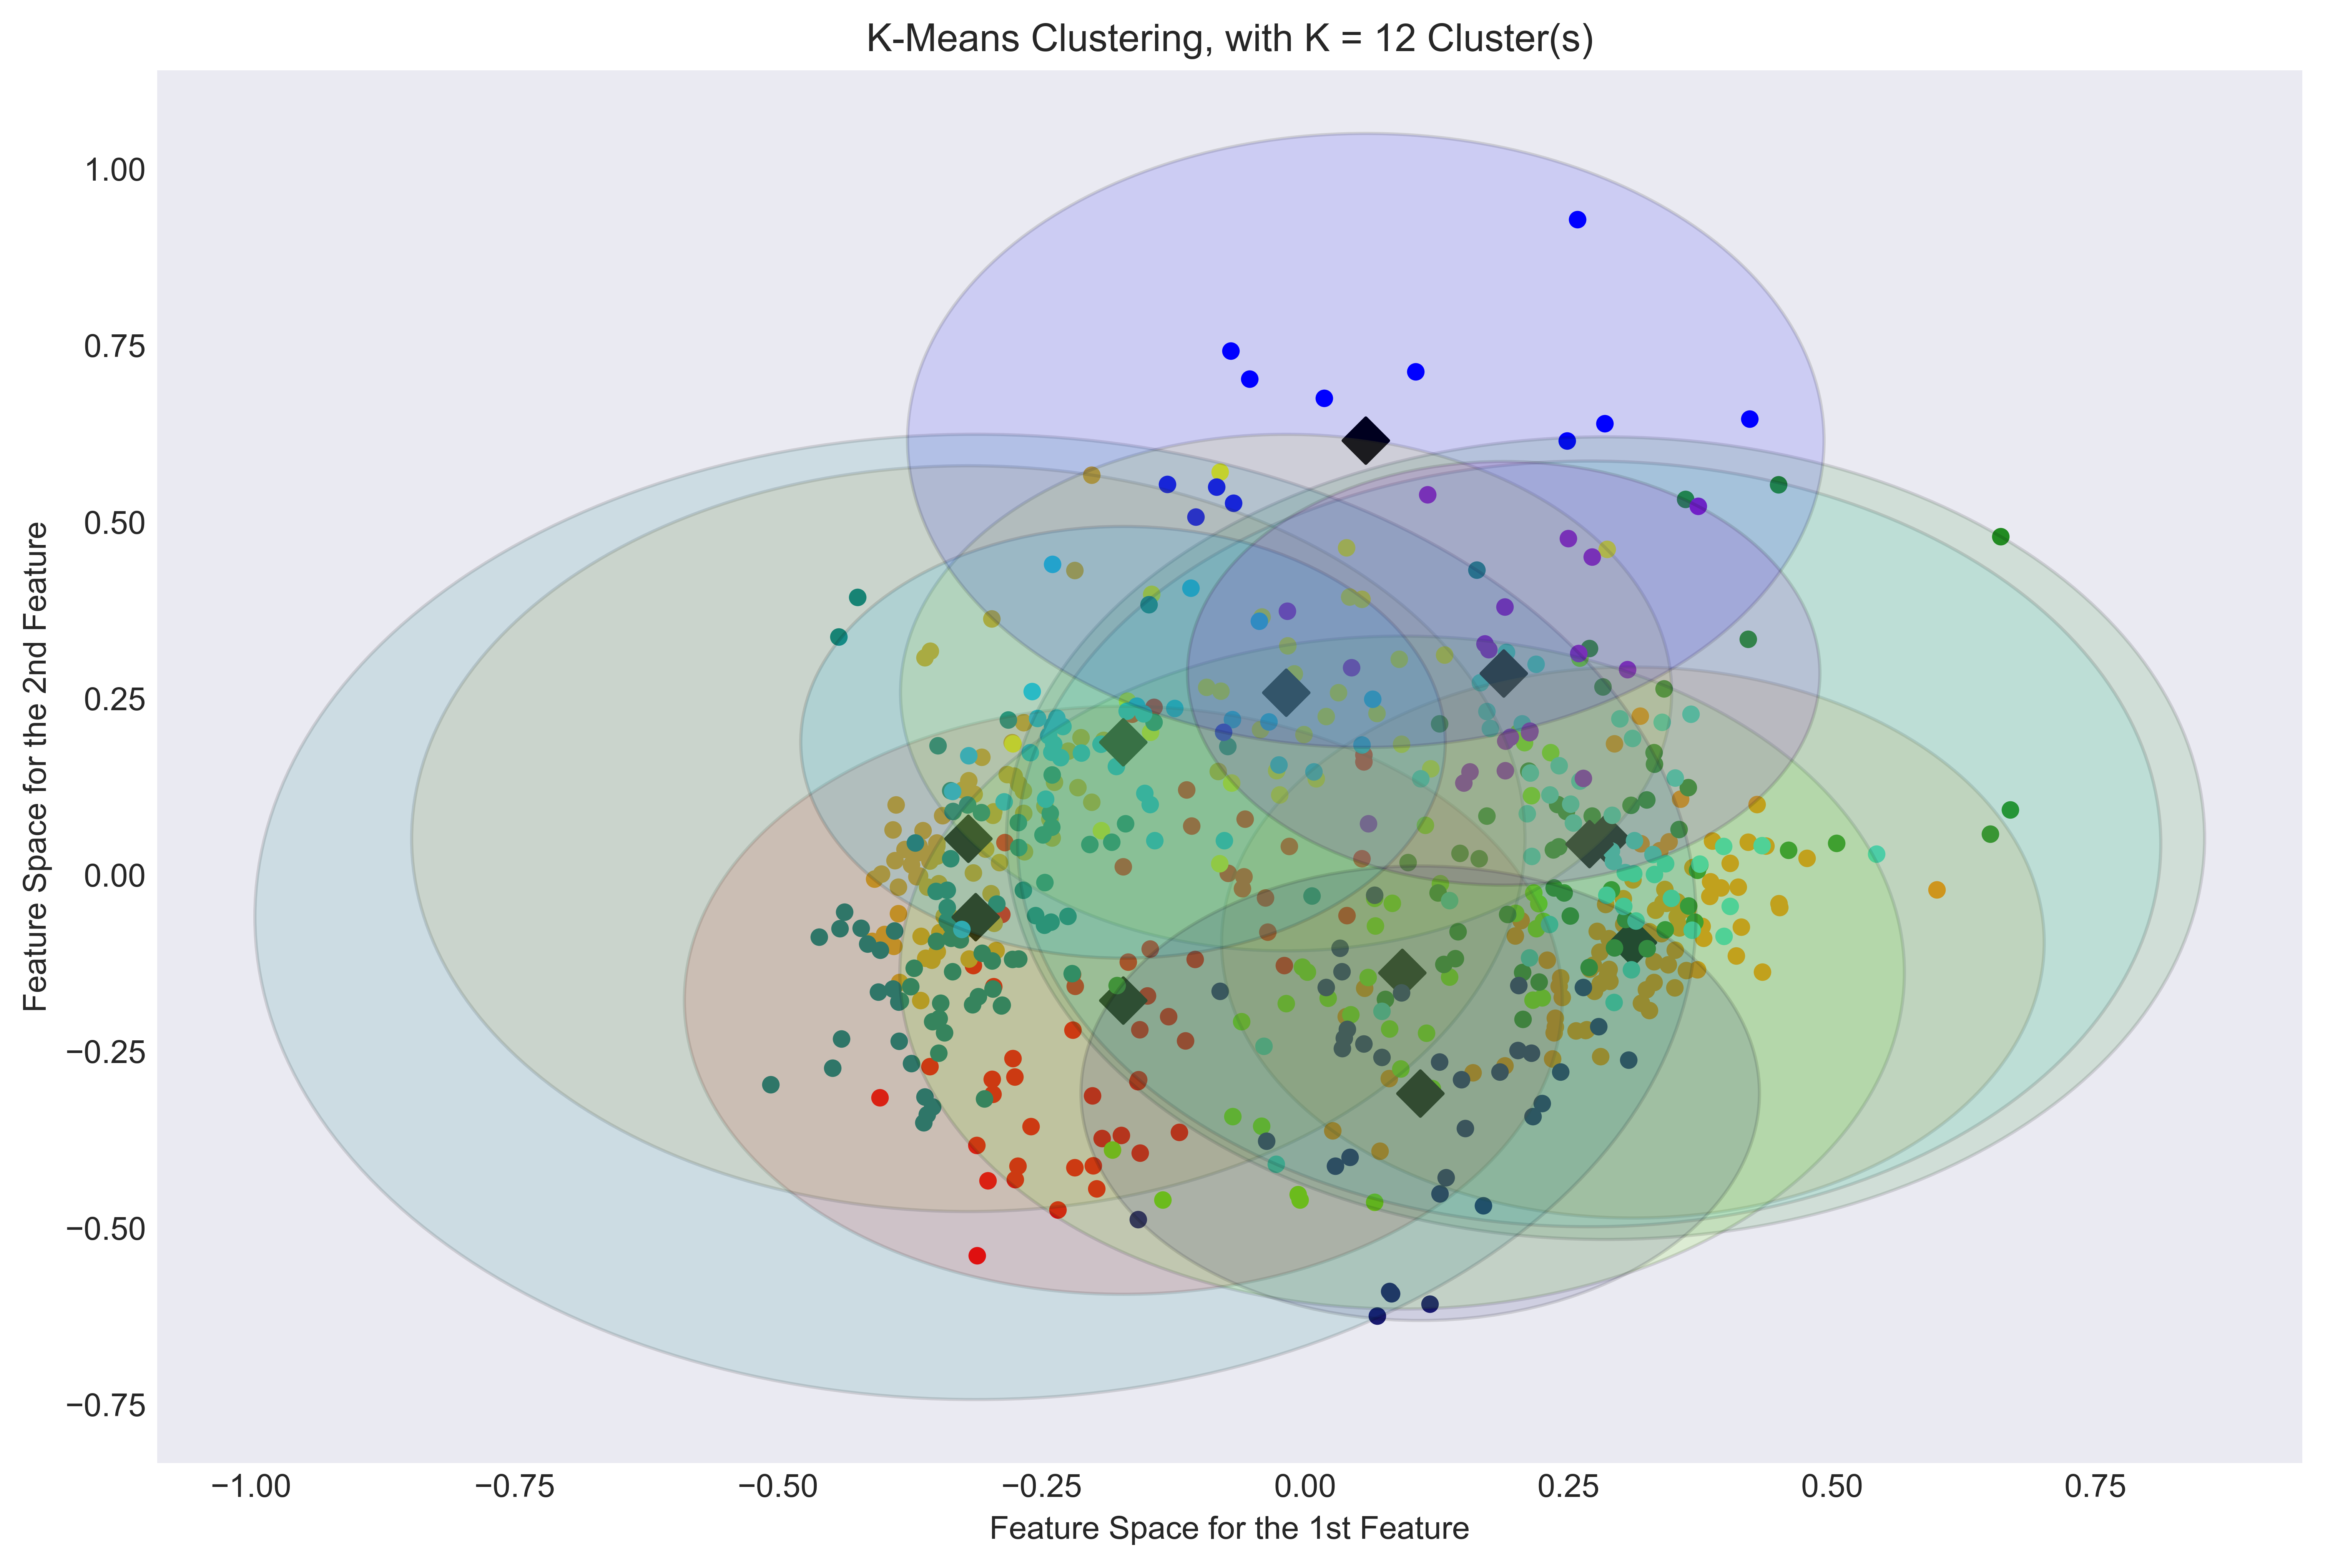 K-Means Clustering, with K = 12 Cluster(s)
1.00
0.75
0.50
0.25
0.00
−0.25
−0.50
−0.75
Feature Space for the 2nd Feature
−1.00 −0.75 −0.50 −0.25 0.00 0.25 0.50 0.75
Feature Space for the 1st Feature